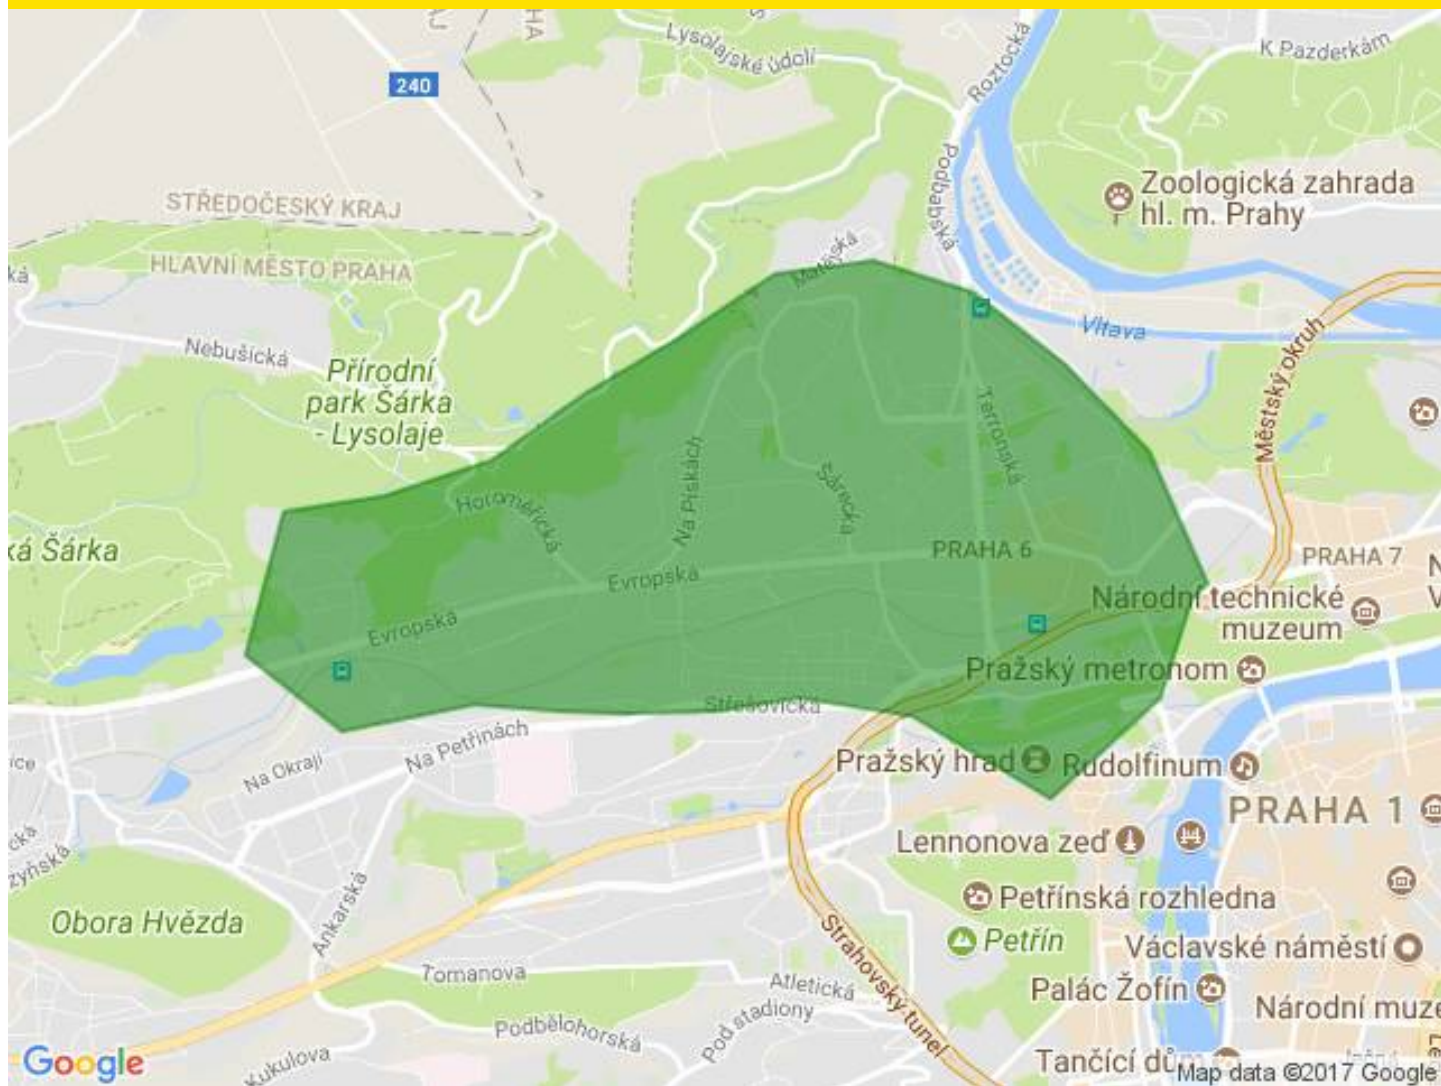 Lysolajské údolí
Roztocká
K Pazderkám
240
Podbabská
Zoologická zahrada
hl. m. Prahy
STŘEDOČESKÝ KRAJ
HLAVNÍ MĚSTO PRAHA
Matějská
Vltava
Nebušická
Přírodní
park Šárka
- Lysolaje
Městský okruh
Terronská
Na Pískách
Šárecká
Horoměřická
ká Šárka
PRAHA 6
PRAHA 7
Evropská
Evropská
Národní technické
muzeum
Pražský metronom
Střešovická
Na Petřinách
Na Okraji
Pražský hrad
Rudolfinum
PRAHA 1
Lennonova zeď
Petřínská rozhledna
Obora Hvězda
Ankarská
Petřín
Václavské náměstí
Strahovský tunel
Tomanova
Atletická
Palác Žofín
Pod stadiony
Národní muze
Podbělohorská
Kukulova
Tančící dům
Google
Map data ©2017 Google